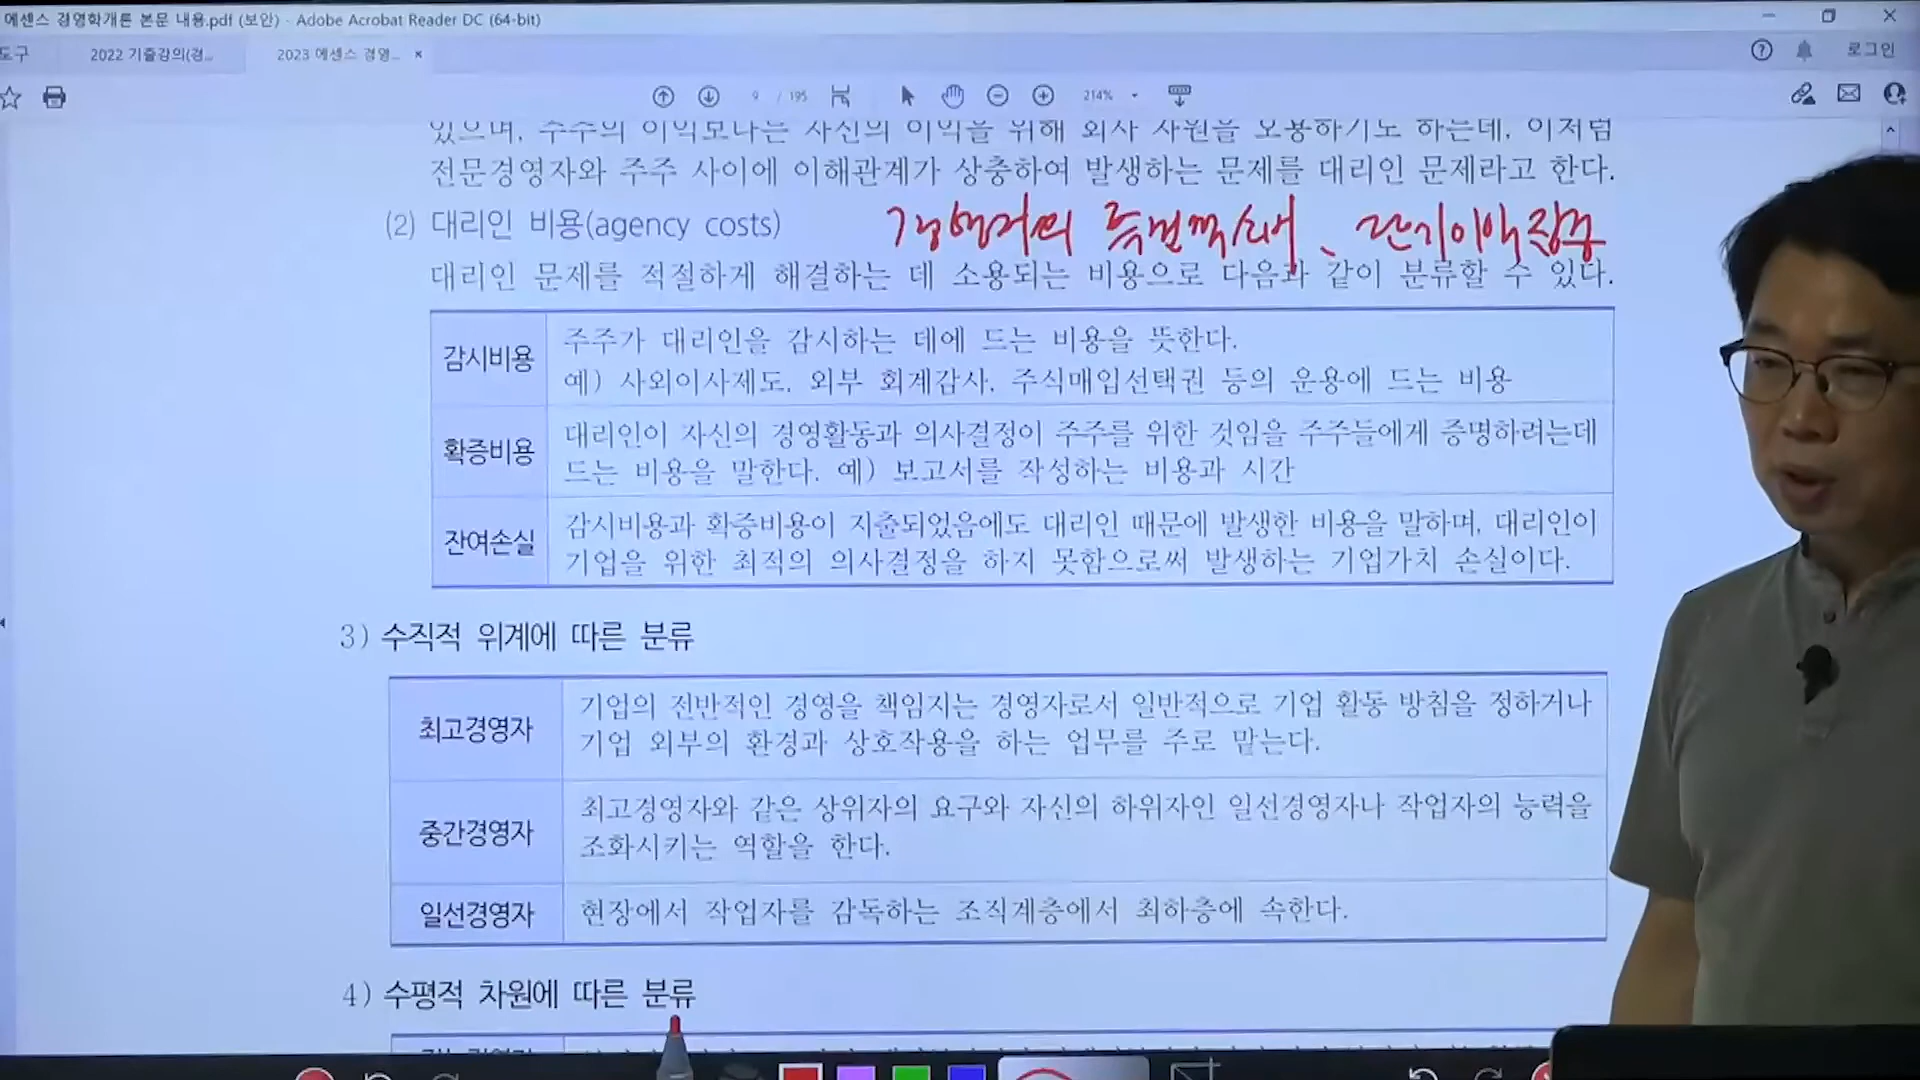 에센스 경영학개론 본문 내용.pdf (보안) - Adobe Acrobat Reader DC (64-bit)
도구
2022 기출강의(경...
2023 에센스 경영...
로그인
9 / 195
214%
전문경영자와 주주 사이에 이해관계가 상충하여 발생하는 문제를 대리인 문제라고 한다.
(2) 대리인 비용(agency costs)
경영자의
대리인 문제를 적절하게 해결하는 데 소용되는 비용으로 다음과 같이 분류할 수 있다.
감시비용
주주가 대리인을 감시하는 데에 드는 비용을 뜻한다.
예) 사외이사제도, 외부 회계감사, 주식매입선택권 등의 운용에 드는 비용
확증비용
대리인이 자신의 경영활동과 의사결정이 주주를 위한 것임을 주주들에게 증명하려는데
드는 비용을 말한다. 예) 보고서를 작성하는 비용과 시간
잔여손실
감시비용과 확증비용이 지출되었음에도 대리인 때문에 발생한 비용을 말하며, 대리인이
기업을 위한 최적의 의사결정을 하지 못함으로써 발생하는 기업가치 손실이다.
3) 수직적 위계에 따른 분류
최고경영자
기업의 전반적인 경영을 책임지는 경영자로서 일반적으로 기업 활동 방침을 정하거나
기업 외부의 환경과 상호작용을 하는 업무를 주로 맡는다.
중간경영자
최고경영자와 같은 상위자의 요구와 자신의 하위자인 일선경영자나 작업자의 능력을
조화시키는 역할을 한다.
일선경영자
현장에서 작업자를 감독하는 조직계층에서 최하층에 속한다.
4) 수평적 차원에 따른 분류